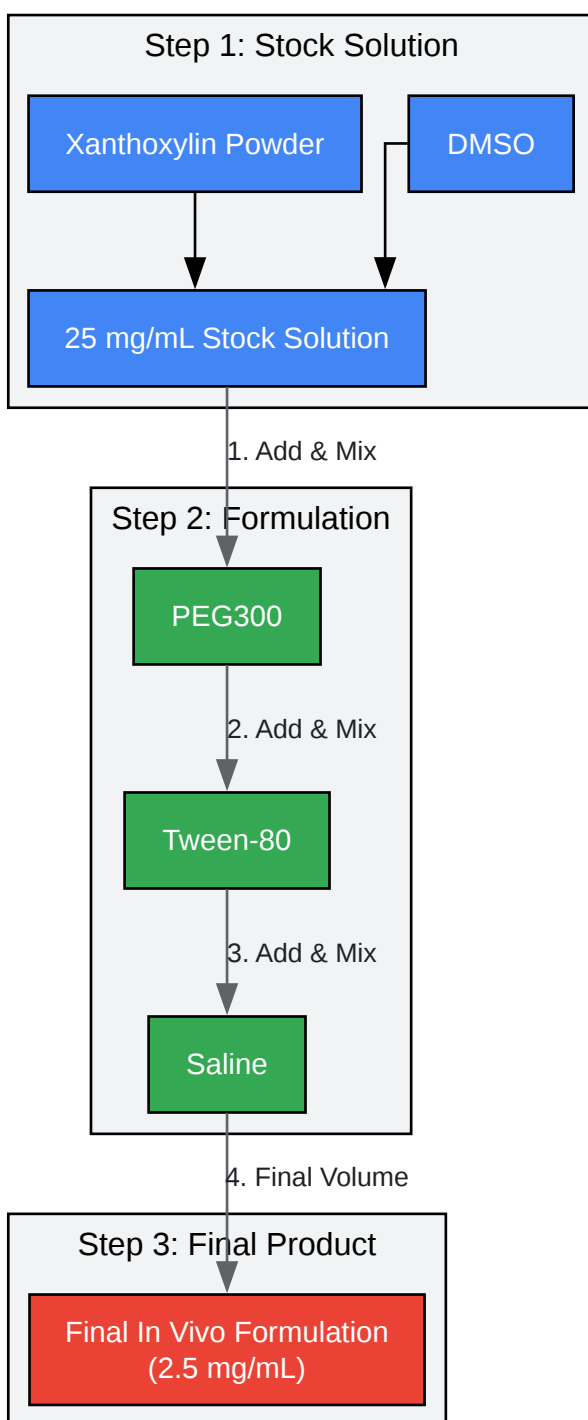 Step 1: Stock Solution
Xanthoxylin Powder
DMSO
25 mg/mL Stock Solution
1. Add & Mix
Step 2: Formulation
PEG300
2. Add & Mix
Tween-80
3. Add & Mix
Saline
4. Final Volume
Step 3: Final Product
Final In Vivo Formulation
(2.5 mg/mL)